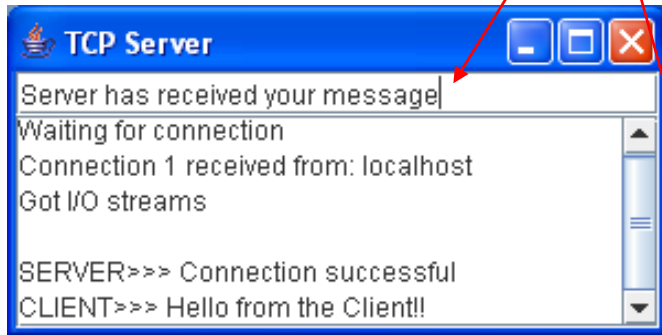 TCP Server
Server has received your message
Waiting for connection
Connection 1 received from: localhost
Got I/O streams
SERVER>>> Connection successful
CLIENT>>> Hello from the Client!!